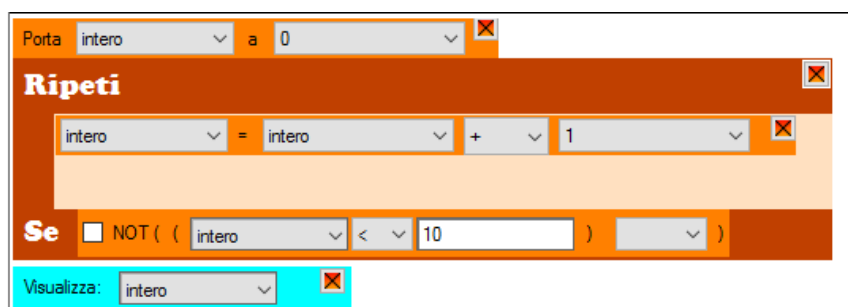 Porta intero a 0
Ripeti
intero = intero + 1
Se NOT ( ( intero < 10 ) )
Visualizza: intero